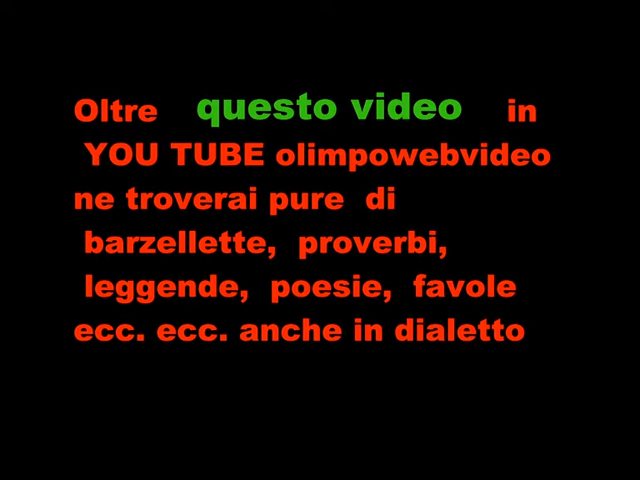 Oltre questo video in
YOU TUBE olimpowebvideo
ne troverai pure di
barzellette, proverbi,
leggende, poesie, favole
ecc. ecc. anche in dialetto